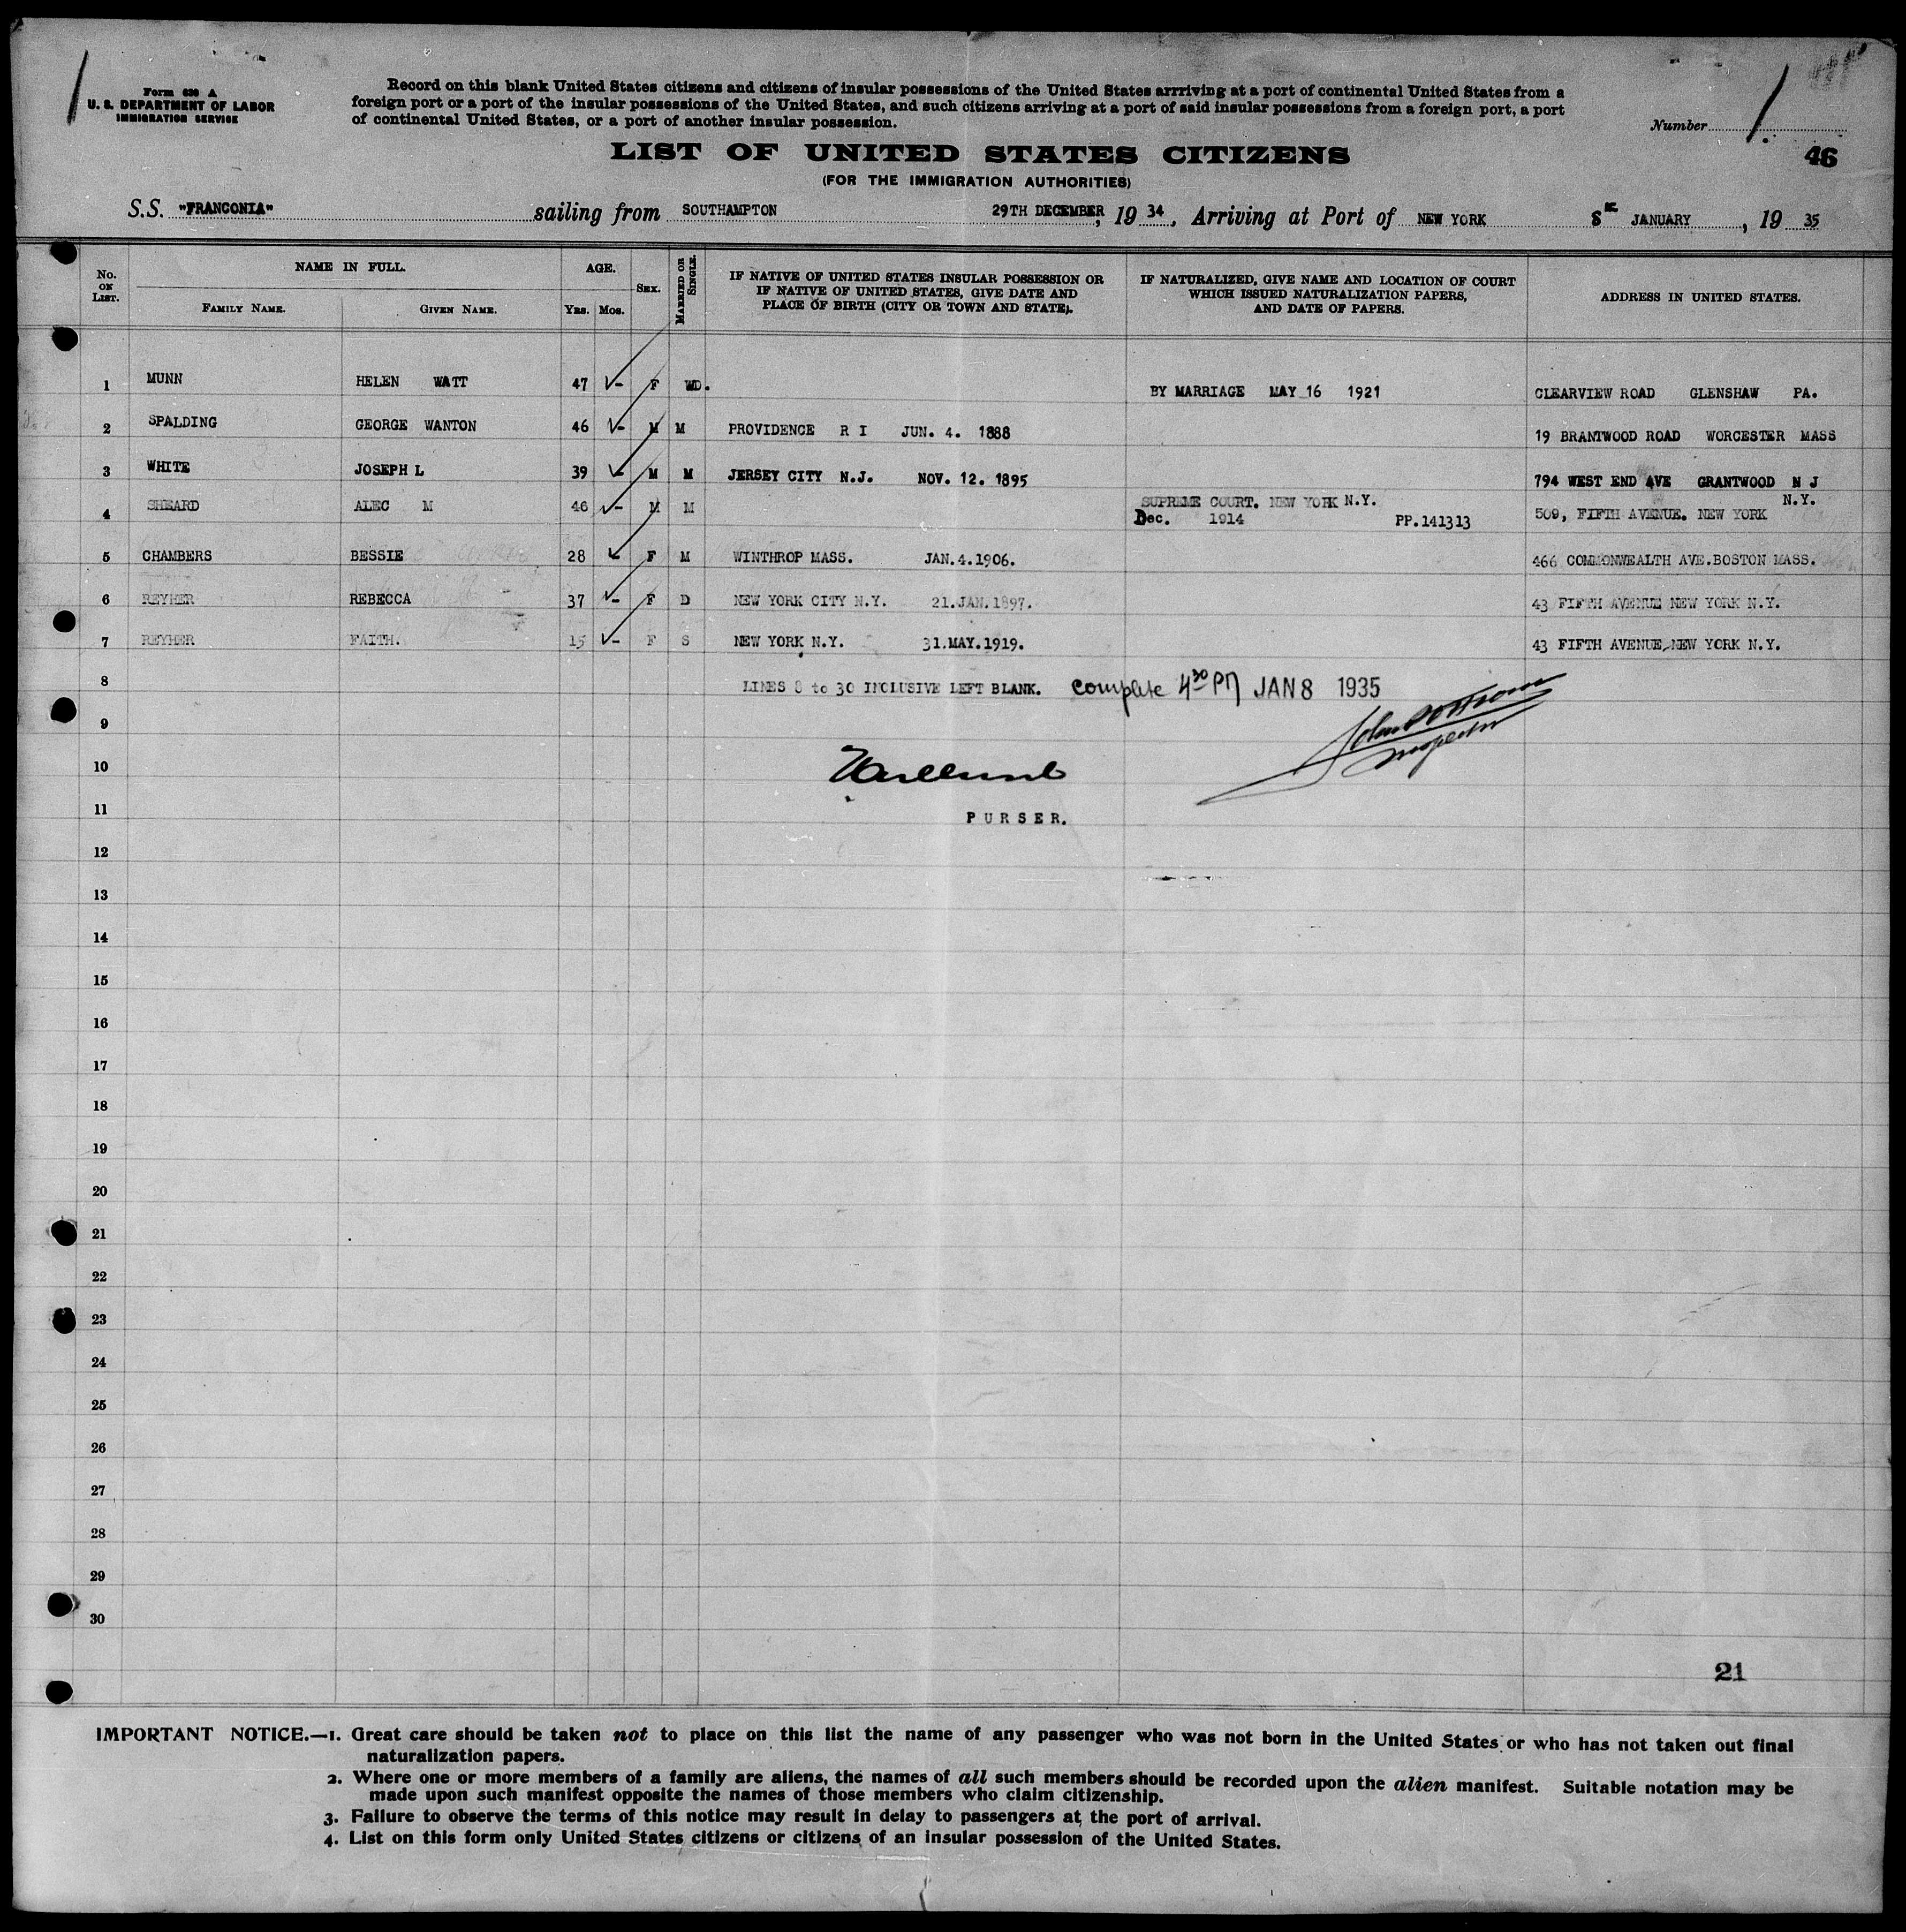 Form 630 A
U. S. DEPARTMENT OF LABOR
IMMIGRATION SERVICE
Record on this blank United States citizens and citizens of insular possessions of the United States arrriving at a port of continental United States from a
foreign port or a port of the insular possessions of the United States, and such citizens arriving at a port of said insular possessions from a foreign port, a port
of continental United States, or a port of another insular possession.
Number 1.
46
LIST OF UNITED STATES CITIZENS
(FOR THE IMMIGRATION AUTHORITIES)
S.S. "FRANCONIA" sailing from SOUTHAMPTON 29TH DECEMBER, 19 34, Arriving at Port of NEW YORK 8 JANUARY, 19 35
No. ON LIST. NAME IN FULL. FAMILY NAME. GIVEN NAME. AGE. YRS. MOS. SEX. MARRIED OR SINGLE. IF NATIVE OF UNITED STATES INSULAR POSSESSION OR IF NATIVE OF UNITED STATES, GIVE DATE AND PLACE OF BIRTH (CITY OR TOWN AND STATE). IF NATURALIZED, GIVE NAME AND LOCATION OF COURT WHICH ISSUED NATURALIZATION PAPERS, AND DATE OF PAPERS. ADDRESS IN UNITED STATES.
1 MUNN HELEN WATT 47 - F WD. BY MARRIAGE MAY 16 1921 CLEARVIEW ROAD GLENSHAW PA.
2 SPALDING GEORGE WANTON 46 - M M PROVIDENCE R I JUN. 4. 1888 19 BRANTWOOD ROAD WORCESTER MASS
3 WHITE JOSEPH L 39 - M M JERSEY CITY N.J. NOV. 12. 1895 794 WEST END AVE GRANTWOOD N J
4 SHEARD ALEC M 46 - M M SUPREME COURT. NEW YORK N.Y. Dec. 1914 PP.141313 509, FIFTH AVENUE. NEW YORK N.Y.
5 CHAMBERS BESSIE 28 - F M WINTHROP MASS. JAN.4.1906. 466 COMMONWEALTH AVE.BOSTON MASS.
6 REYHER REBECCA 37 - F D NEW YORK CITY N.Y. 21.JAN.1897. 43 FIFTH AVENUE NEW YORK N.Y.
7 REYHER FAITH. 15 - F S NEW YORK N.Y. 31.MAY.1919. 43 FIFTH AVENUE, NEW YORK N.Y.
8 LINES 8 to 30 INCLUSIVE LEFT BLANK. Complete 4 30 PM JAN 8 1935
9
Inspector
10
11 PURSER.
12
13
14
15
16
17
18
19
20
21
22
23
24
25
26
27
28
29
30
21
IMPORTANT NOTICE.—1. Great care should be taken not to place on this list the name of any passenger who was not born in the United States or who has not taken out final
naturalization papers.
2. Where one or more members of a family are aliens, the names of all such members should be recorded upon the alien manifest. Suitable notation may be
made upon such manifest opposite the names of those members who claim citizenship.
3. Failure to observe the terms of this notice may result in delay to passengers at the port of arrival.
4. List on this form only United States citizens or citizens of an insular possession of the United States.